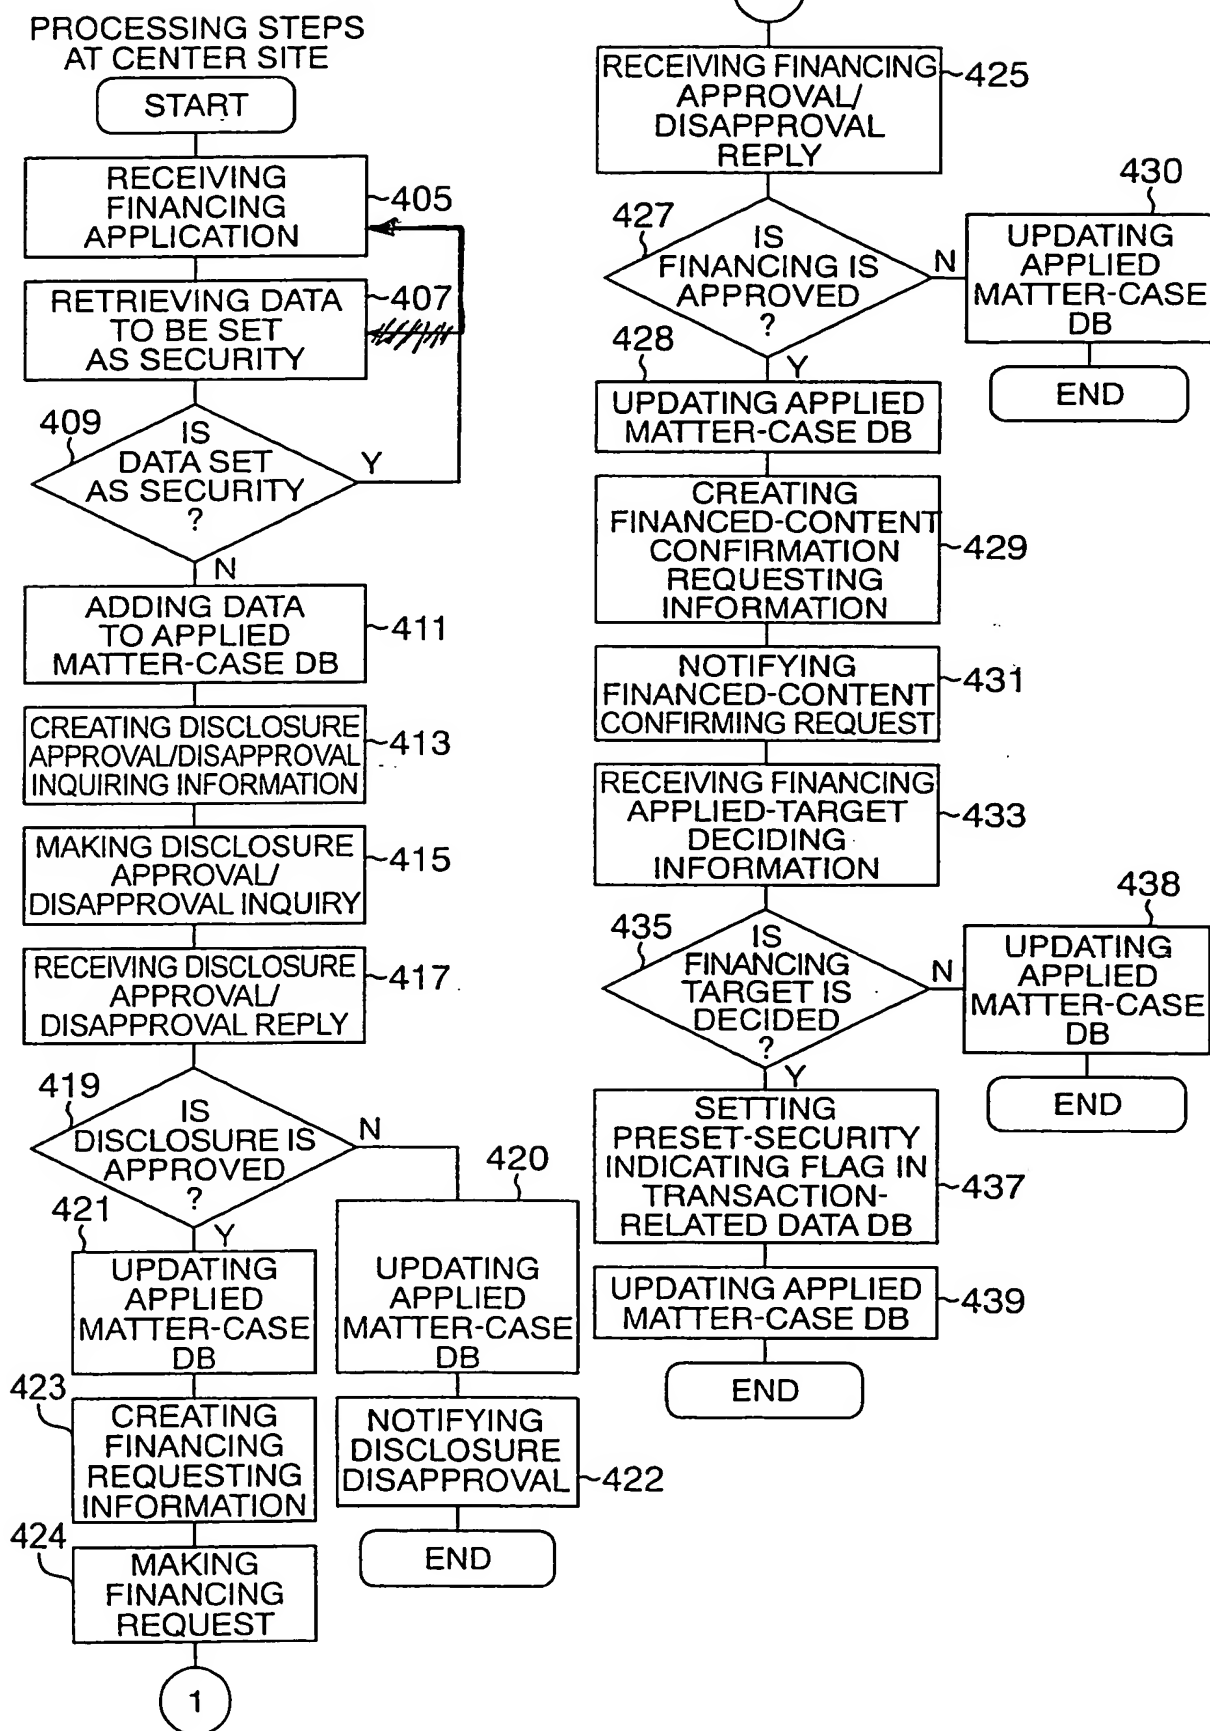 PROCESSING STEPS
AT CENTER SITE
START
RECEIVING
FINANCING
APPLICATION
405
RETRIEVING DATA
TO BE SET
AS SECURITY
407
409
IS
DATA SET
AS SECURITY
?
Y
N
ADDING DATA
TO APPLIED
MATTER-CASE DB
411
CREATING DISCLOSURE
APPROVAL/DISAPPROVAL
INQUIRING INFORMATION
413
MAKING DISCLOSURE
APPROVAL/
DISAPPROVAL INQUIRY
415
RECEIVING DISCLOSURE
APPROVAL/
DISAPPROVAL REPLY
417
419
IS
DISCLOSURE IS
APPROVED
?
N
Y
421
UPDATING
APPLIED
MATTER-CASE
DB
420
UPDATING
APPLIED
MATTER-CASE
DB
423
CREATING
FINANCING
REQUESTING
INFORMATION
NOTIFYING
DISCLOSURE
DISAPPROVAL
422
END
424
MAKING
FINANCING
REQUEST
1
RECEIVING FINANCING
APPROVAL/
DISAPPROVAL
REPLY
425
427
IS
FINANCING IS
APPROVED
?
N
Y
430
UPDATING
APPLIED
MATTER-CASE
DB
END
428
UPDATING APPLIED
MATTER-CASE DB
CREATING
FINANCED-CONTENT
CONFIRMATION
REQUESTING
INFORMATION
429
NOTIFYING
FINANCED-CONTENT
CONFIRMING REQUEST
431
RECEIVING FINANCING
APPLIED-TARGET
DECIDING
INFORMATION
433
435
IS
FINANCING
TARGET IS
DECIDED
?
N
Y
438
UPDATING
APPLIED
MATTER-CASE
DB
END
SETTING
PRESET-SECURITY
INDICATING FLAG IN
TRANSACTION-
RELATED DATA DB
437
UPDATING APPLIED
MATTER-CASE DB
439
END